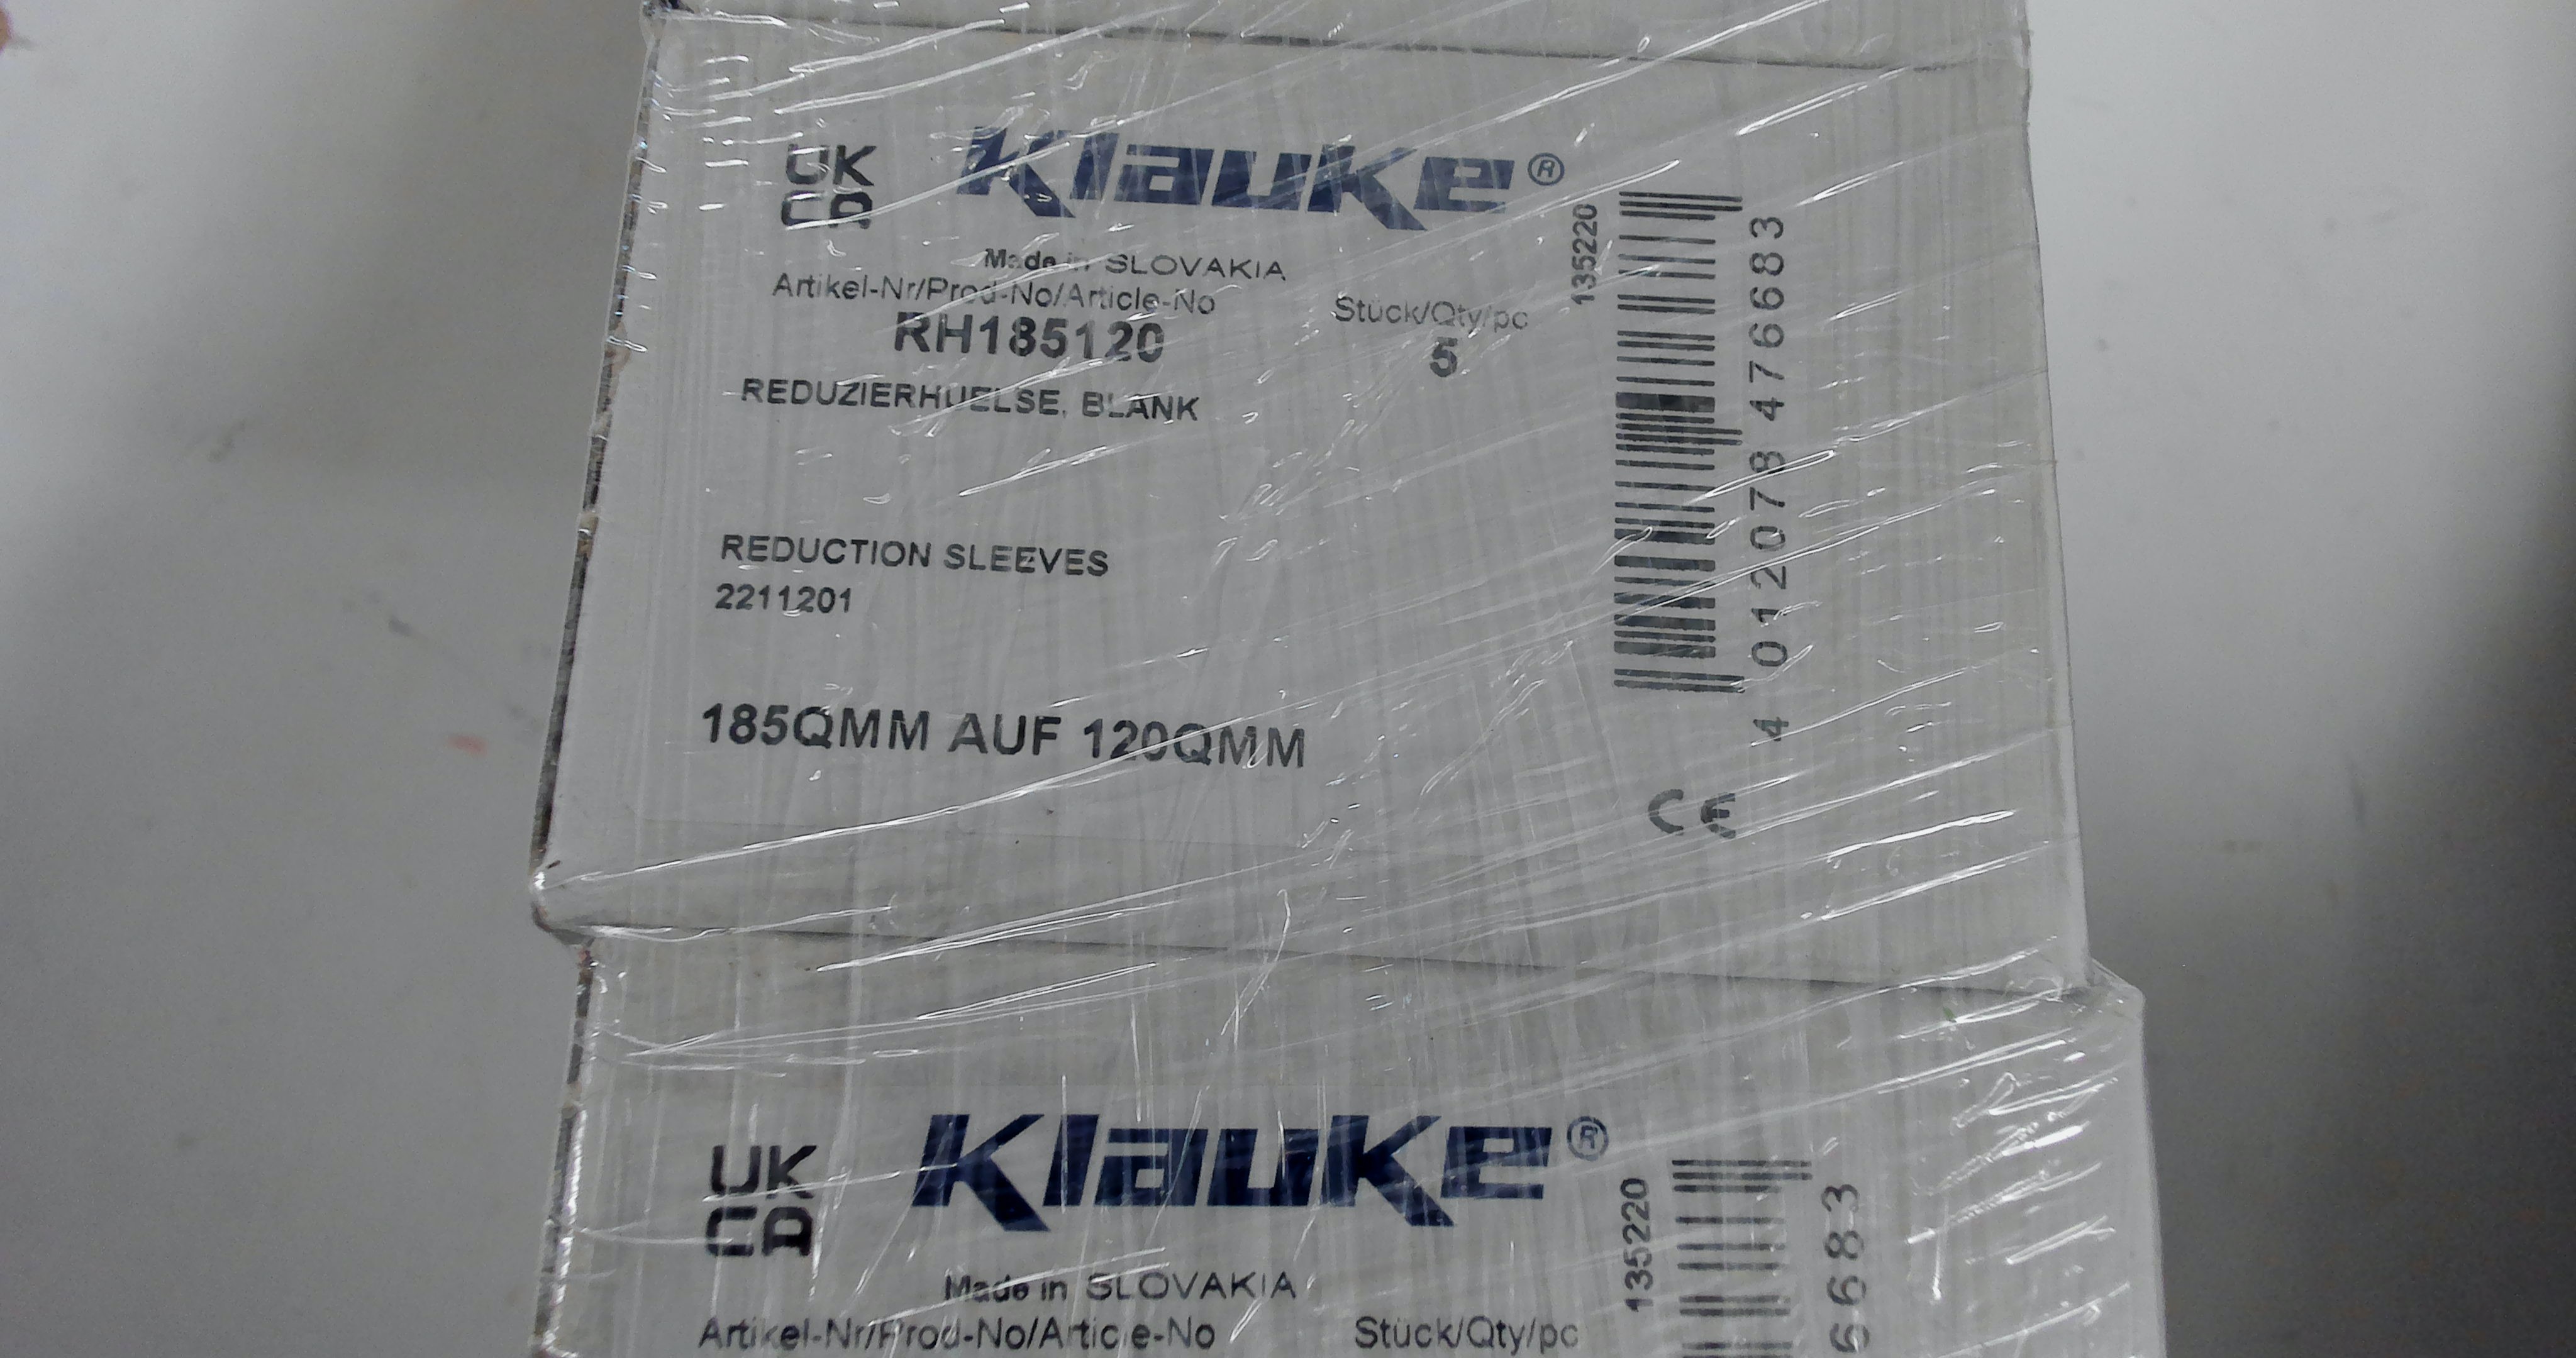 UK
CA
Klauke®
Made in SLOVAKIA
Artikel-Nr/Prod-No/Article-No
Stück/Qty/pc
RH185120
5
REDUZIERHUELSE, BLANK
REDUCTION SLEEVES
2211201
185QMM AUF 120QMM
135220
4 012078 476683
CE
UK
CA
Klauke®
Made in SLOVAKIA
Artikel-Nr/Prod-No/Article-No
Stück/Qty/pc
135220
6683